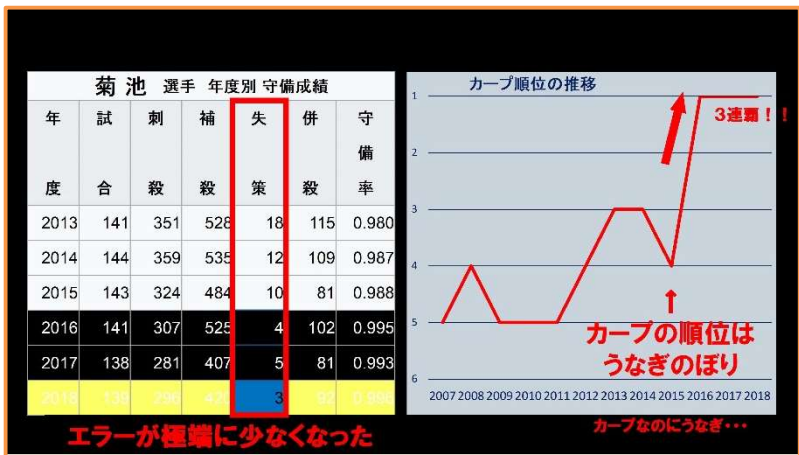 菊池 選手 年度別 守備成績
年度 試合 刺殺 補殺 失策 併殺 守備率
2013 141 351 528 18 115 0.980
2014 144 359 535 12 109 0.987
2015 143 324 484 10 81 0.988
2016 141 307 525 4 102 0.995
2017 138 281 407 5 81 0.993
2018 139 296 3 92 0.996
エラーが極端に少なくなった
カープ順位の推移
1
3連覇！！
2
3
4
5
6
↑
カープの順位は
うなぎのぼり
2007 2008 2009 2010 2011 2012 2013 2014 2015 2016 2017 2018
カープなのにうなぎ・・・